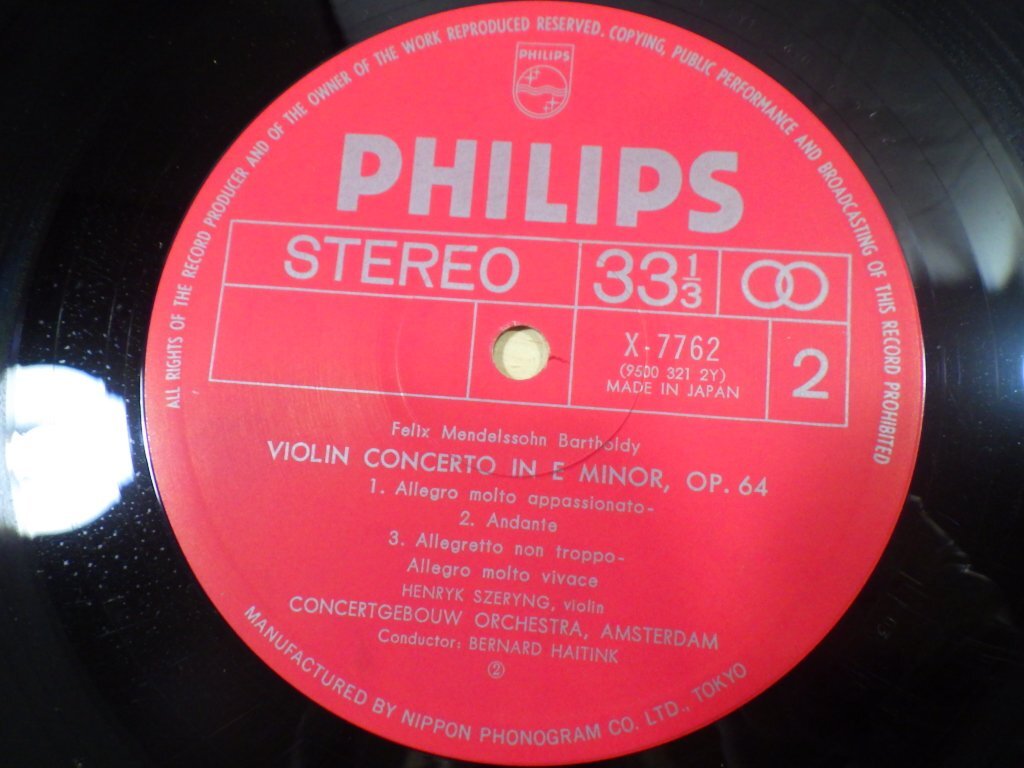 ALL RIGHTS OF THE RECORD PRODUCER AND OF THE OWNER OF THE WORK REPRODUCED RESERVED. COPYING, PUBLIC PERFORMANCE AND BROADCASTING OF THIS RECORD PROHIBITED
PHILIPS
PHILIPS
STEREO 33 1/3
X-7762
(9500 321 2Y)
MADE IN JAPAN
2
Felix Mendelssohn Bartholdy
VIOLIN CONCERTO IN E MINOR, OP. 64
1. Allegro molto appassionato-
2. Andante
3. Allegretto non troppo-
Allegro molto vivace
HENRYK SZERYNG, violin
CONCERTGEBOUW ORCHESTRA, AMSTERDAM
Conductor: BERNARD HAITINK
②
MANUFACTURED BY NIPPON PHONOGRAM CO. LTD., TOKYO